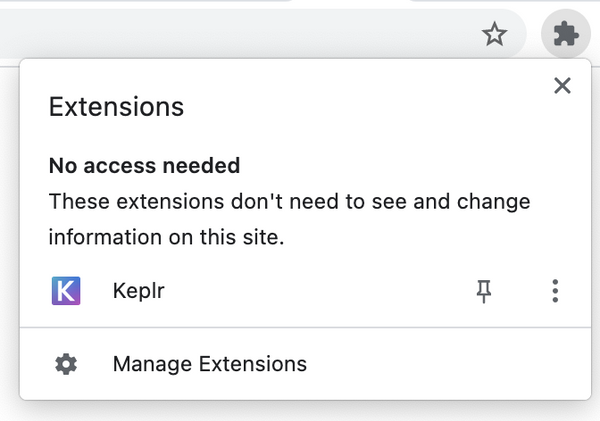 Extensions
No access needed
These extensions don't need to see and change
information on this site.
K Keplr
Manage Extensions